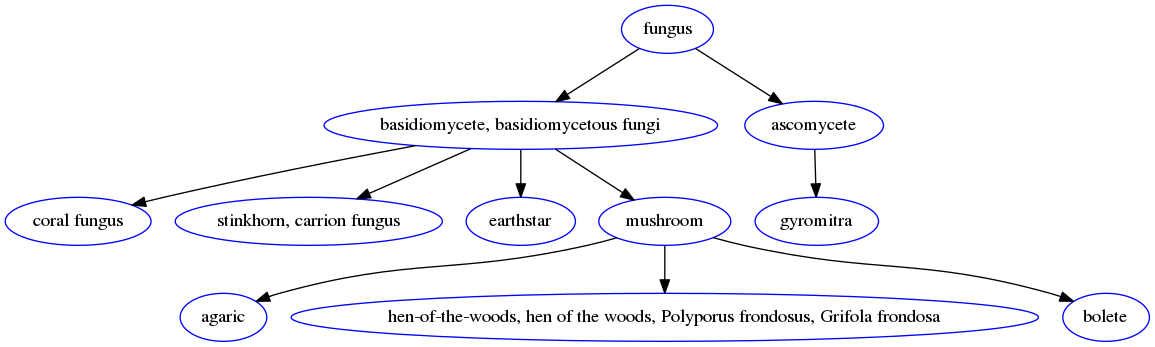 fungus
basidiomycete, basidiomycetous fungi
ascomycete
coral fungus
stinkhorn, carrion fungus
earthstar
mushroom
gyromitra
agaric
hen-of-the-woods, hen of the woods, Polyporus frondosus, Grifola frondosa
bolete